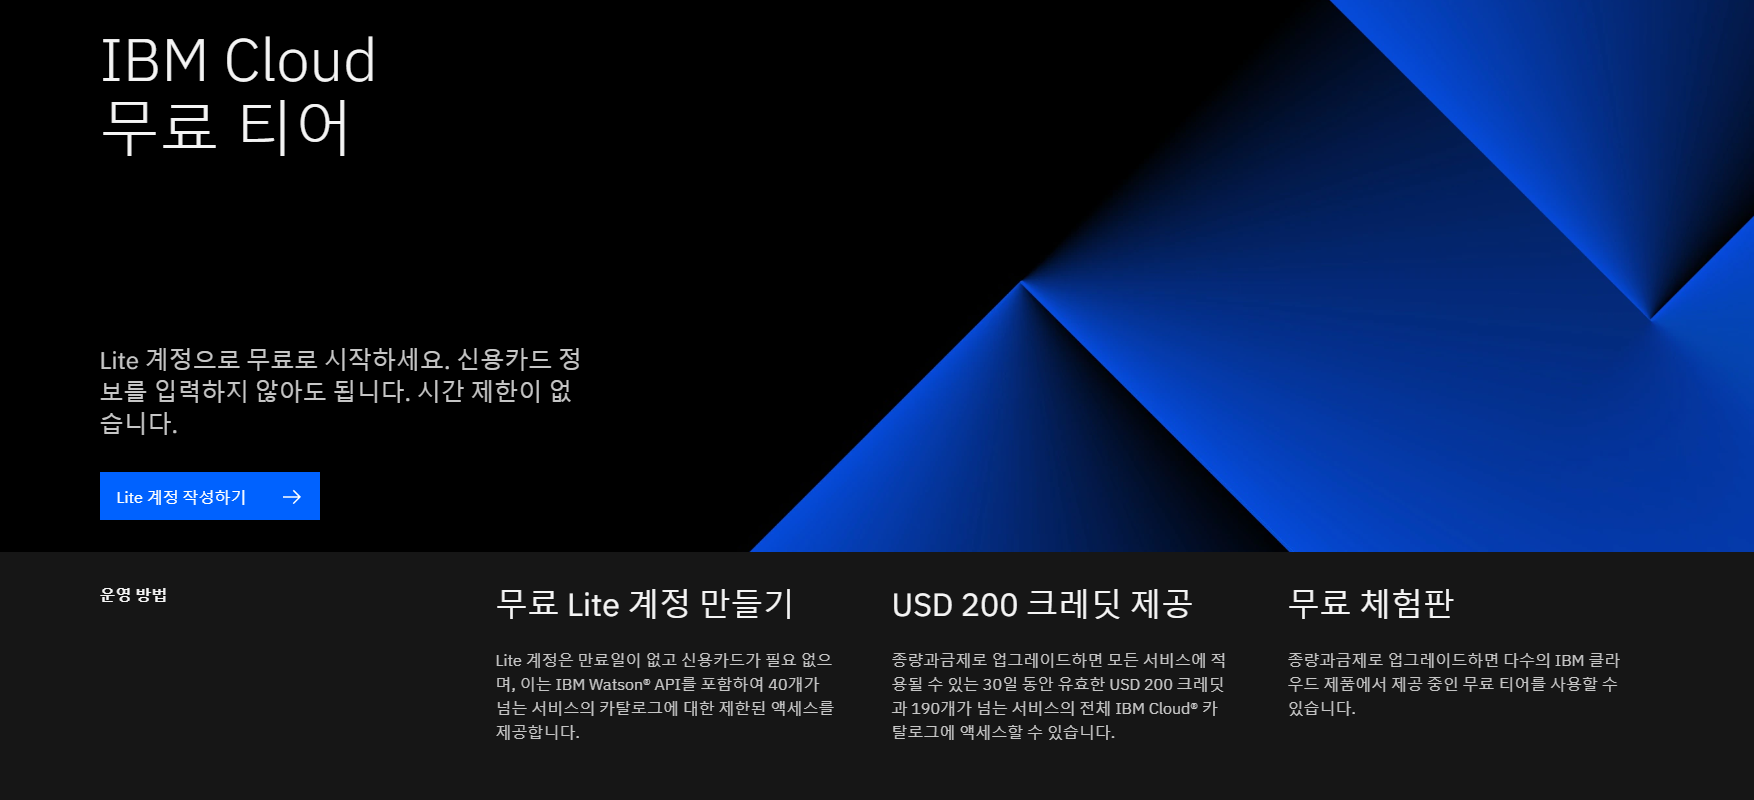 IBM Cloud
무료 티어
Lite 계정으로 무료로 시작하세요. 신용카드 정
보를 입력하지 않아도 됩니다. 시간 제한이 없
습니다.
Lite 계정 작성하기 →
운영 방법
무료 Lite 계정 만들기
Lite 계정은 만료일이 없고 신용카드가 필요 없으
며, 이는 IBM Watson® API를 포함하여 40개가
넘는 서비스의 카탈로그에 대한 제한된 액세스를
제공합니다.
USD 200 크레딧 제공
종량과금제로 업그레이드하면 모든 서비스에 적
용될 수 있는 30일 동안 유효한 USD 200 크레딧
과 190개가 넘는 서비스의 전체 IBM Cloud® 카
탈로그에 액세스할 수 있습니다.
무료 체험판
종량과금제로 업그레이드하면 다수의 IBM 클라
우드 제품에서 제공 중인 무료 티어를 사용할 수
있습니다.